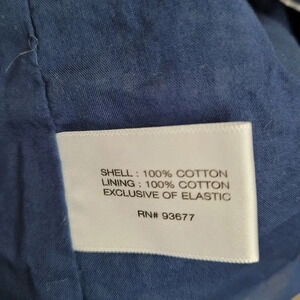 SHELL : 100% COTTON
LINING : 100% COTTON
EXCLUSIVE OF ELASTIC
RN# 93677